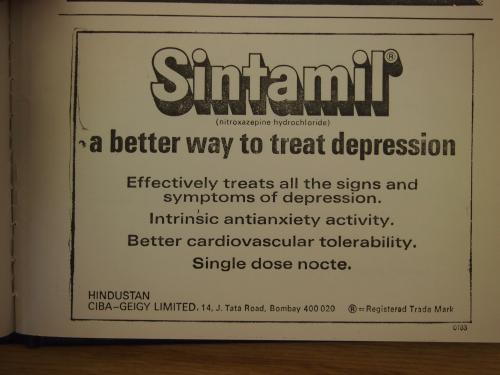 Sintamil®
(nitroxazepine hydrochloride)
a better way to treat depression
Effectively treats all the signs and
symptoms of depression.
Intrinsic antianxiety activity.
Better cardiovascular tolerability.
Single dose nocte.
HINDUSTAN
CIBA-GEIGY LIMITED. 14, J. Tata Road, Bombay 400 020 ®=Registered Trade Mark
0183